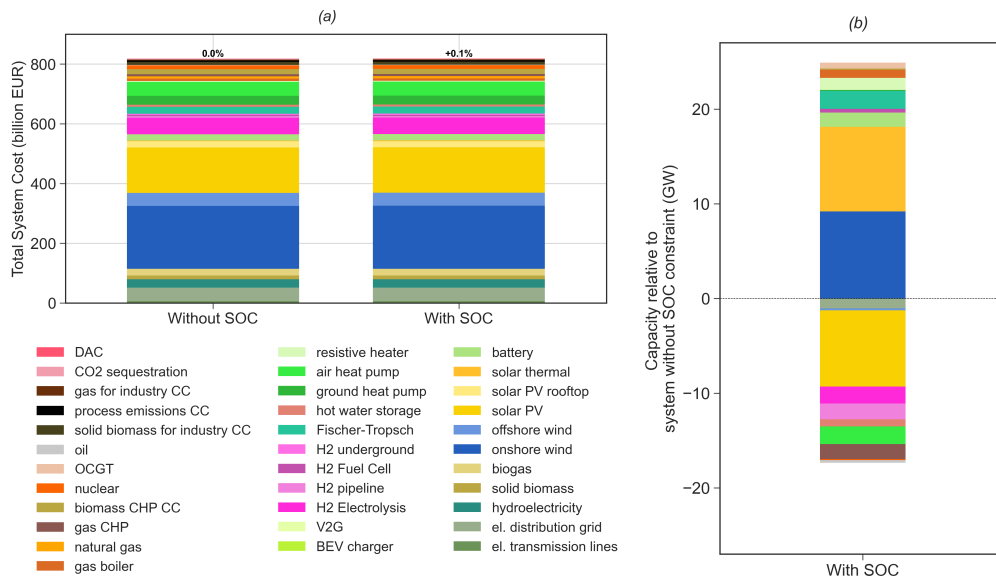 (a)
Total System Cost (billion EUR)
800
600
400
200
0
0.0%
+0.1%
Without SOC
With SOC
DAC
CO2 sequestration
gas for industry CC
process emissions CC
solid biomass for industry CC
oil
OCGT
nuclear
biomass CHP CC
gas CHP
natural gas
gas boiler
resistive heater
air heat pump
ground heat pump
hot water storage
Fischer-Tropsch
H2 underground
H2 Fuel Cell
H2 pipeline
H2 Electrolysis
V2G
BEV charger
battery
solar thermal
solar PV rooftop
solar PV
offshore wind
onshore wind
biogas
solid biomass
hydroelectricity
el. distribution grid
el. transmission lines
(b)
Capacity relative to
system without SOC constraint (GW)
20
10
0
−10
−20
With SOC